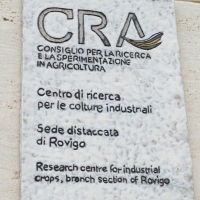 CRA
CONSIGLIO PER LA RICERCA
E LA SPERIMENTAZIONE
IN AGRICOLTURA
Centro di ricerca
per le colture industriali
Sede distaccata
di Rovigo
Research centre for industrial
crops, branch section of Rovigo